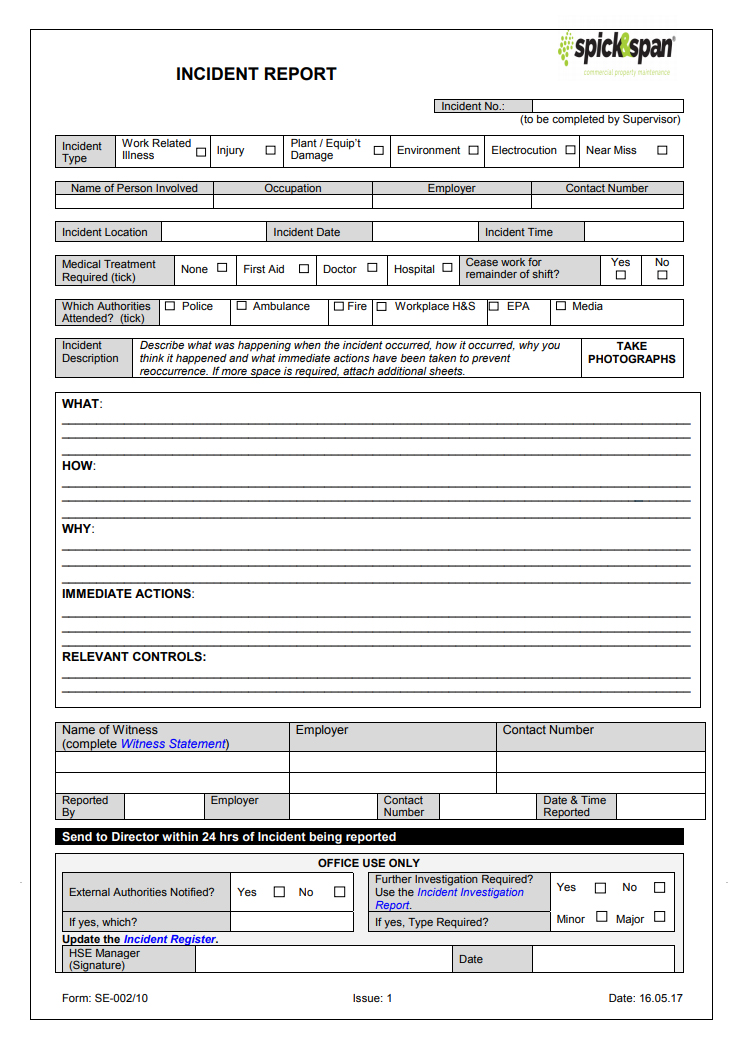 spick&span®
commercial property maintenance
INCIDENT REPORT
Incident No.:
(to be completed by Supervisor)
Incident Type Work Related Illness Injury Plant / Equip't Damage Environment Electrocution Near Miss
Name of Person Involved Occupation Employer Contact Number
Incident Location Incident Date Incident Time
Medical Treatment Required (tick) None First Aid Doctor Hospital Cease work for remainder of shift? Yes No
Which Authorities Attended? (tick) Police Ambulance Fire Workplace H&S EPA Media
Incident Description
Describe what was happening when the incident occurred, how it occurred, why you
think it happened and what immediate actions have been taken to prevent
reoccurrence. If more space is required, attach additional sheets.
TAKE
PHOTOGRAPHS
WHAT:
HOW:
WHY:
IMMEDIATE ACTIONS:
RELEVANT CONTROLS:
Name of Witness
(complete Witness Statement)
Employer
Contact Number
Reported By Employer Contact Number Date & Time Reported
Send to Director within 24 hrs of Incident being reported
OFFICE USE ONLY
External Authorities Notified? Yes No
Further Investigation Required?
Use the Incident Investigation
Report.
Yes No
If yes, which?
If yes, Type Required? Minor Major
Update the Incident Register.
HSE Manager
(Signature)
Date
Form: SE-002/10 Issue: 1 Date: 16.05.17